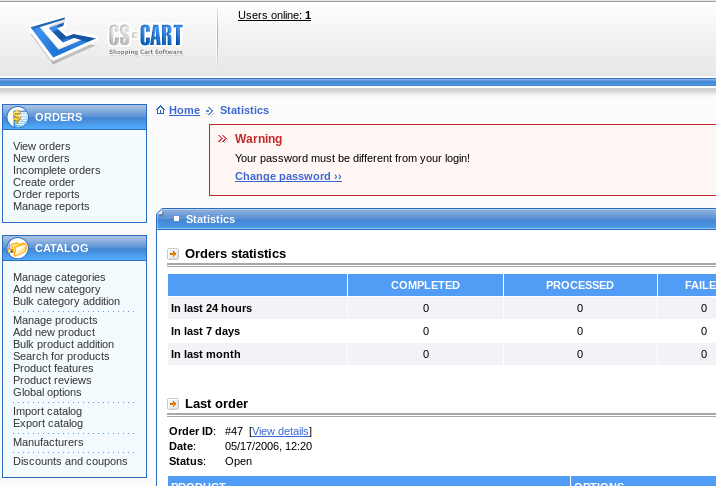 CS-CART
Shopping Cart Software
Users online: 1
ORDERS
View orders
New orders
Incomplete orders
Create order
Order reports
Manage reports
CATALOG
Manage categories
Add new category
Bulk category addition
Manage products
Add new product
Bulk product addition
Search for products
Product features
Product reviews
Global options
Import catalog
Export catalog
Manufacturers
Discounts and coupons
Home Statistics
Warning
Your password must be different from your login!
Change password ››
Statistics
Orders statistics
COMPLETED PROCESSED FAILE
In last 24 hours 0 0 0
In last 7 days 0 0 0
In last month 0 0 0
Last order
Order ID: #47 [View details]
Date: 05/17/2006, 12:20
Status: Open
PRODUCT OPTIONS